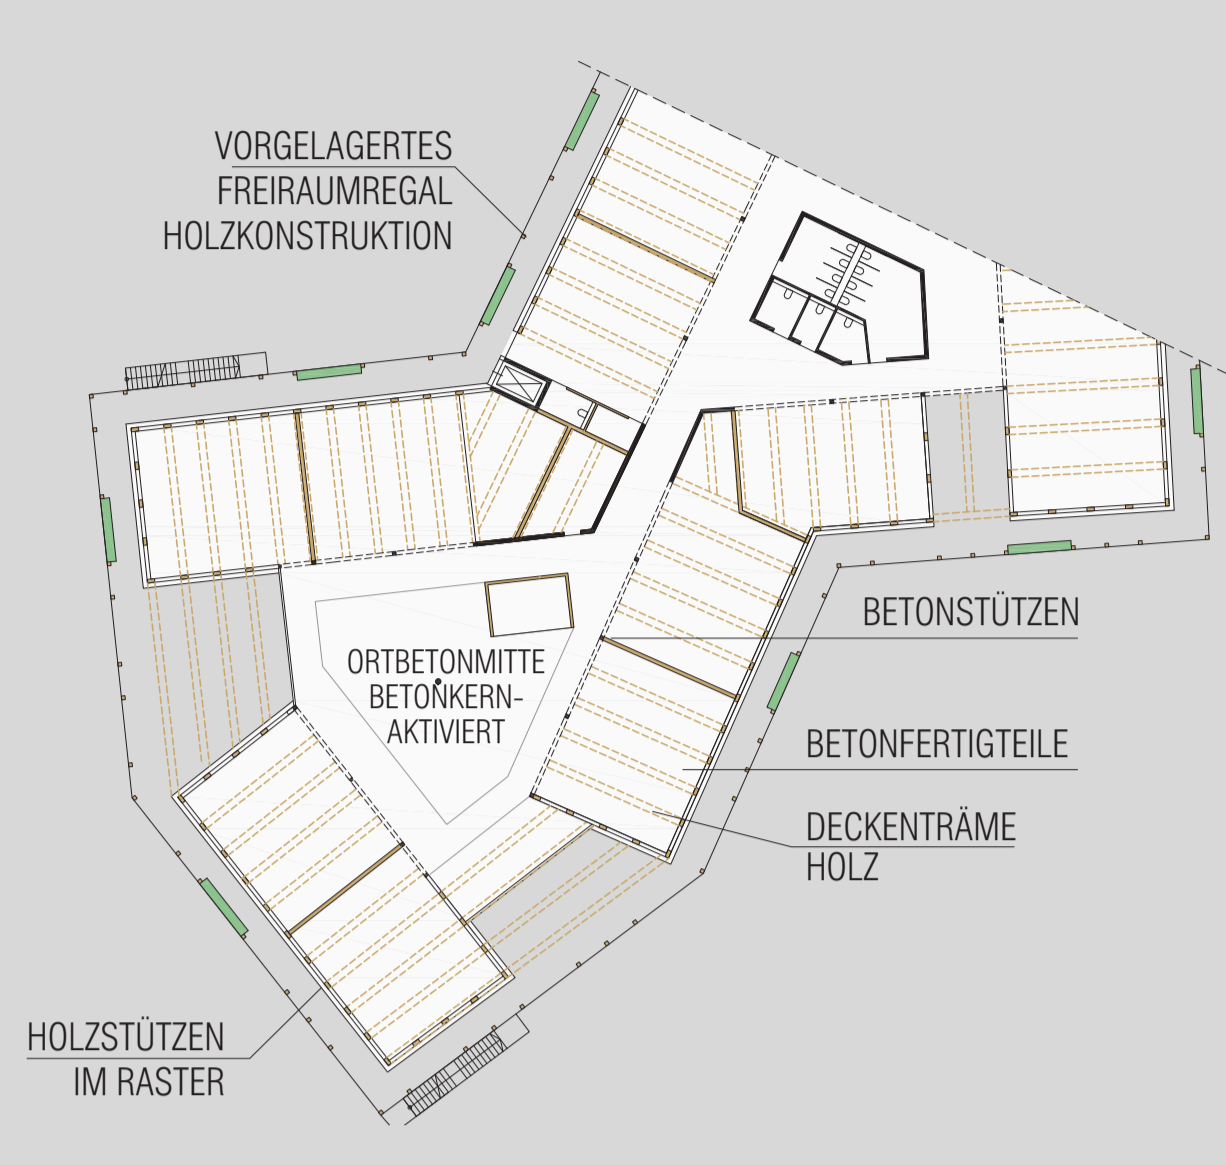 VORGELAGERTES
FREIRAUMREGAL
HOLZKONSTRUKTION
BETONSTÜTZEN
ORTBETONMITTE
BETONKERN-
AKTIVIERT
BETONFERTIGTEILE
DECKENTRÄME
HOLZ
HOLZSTÜTZEN
IM RASTER